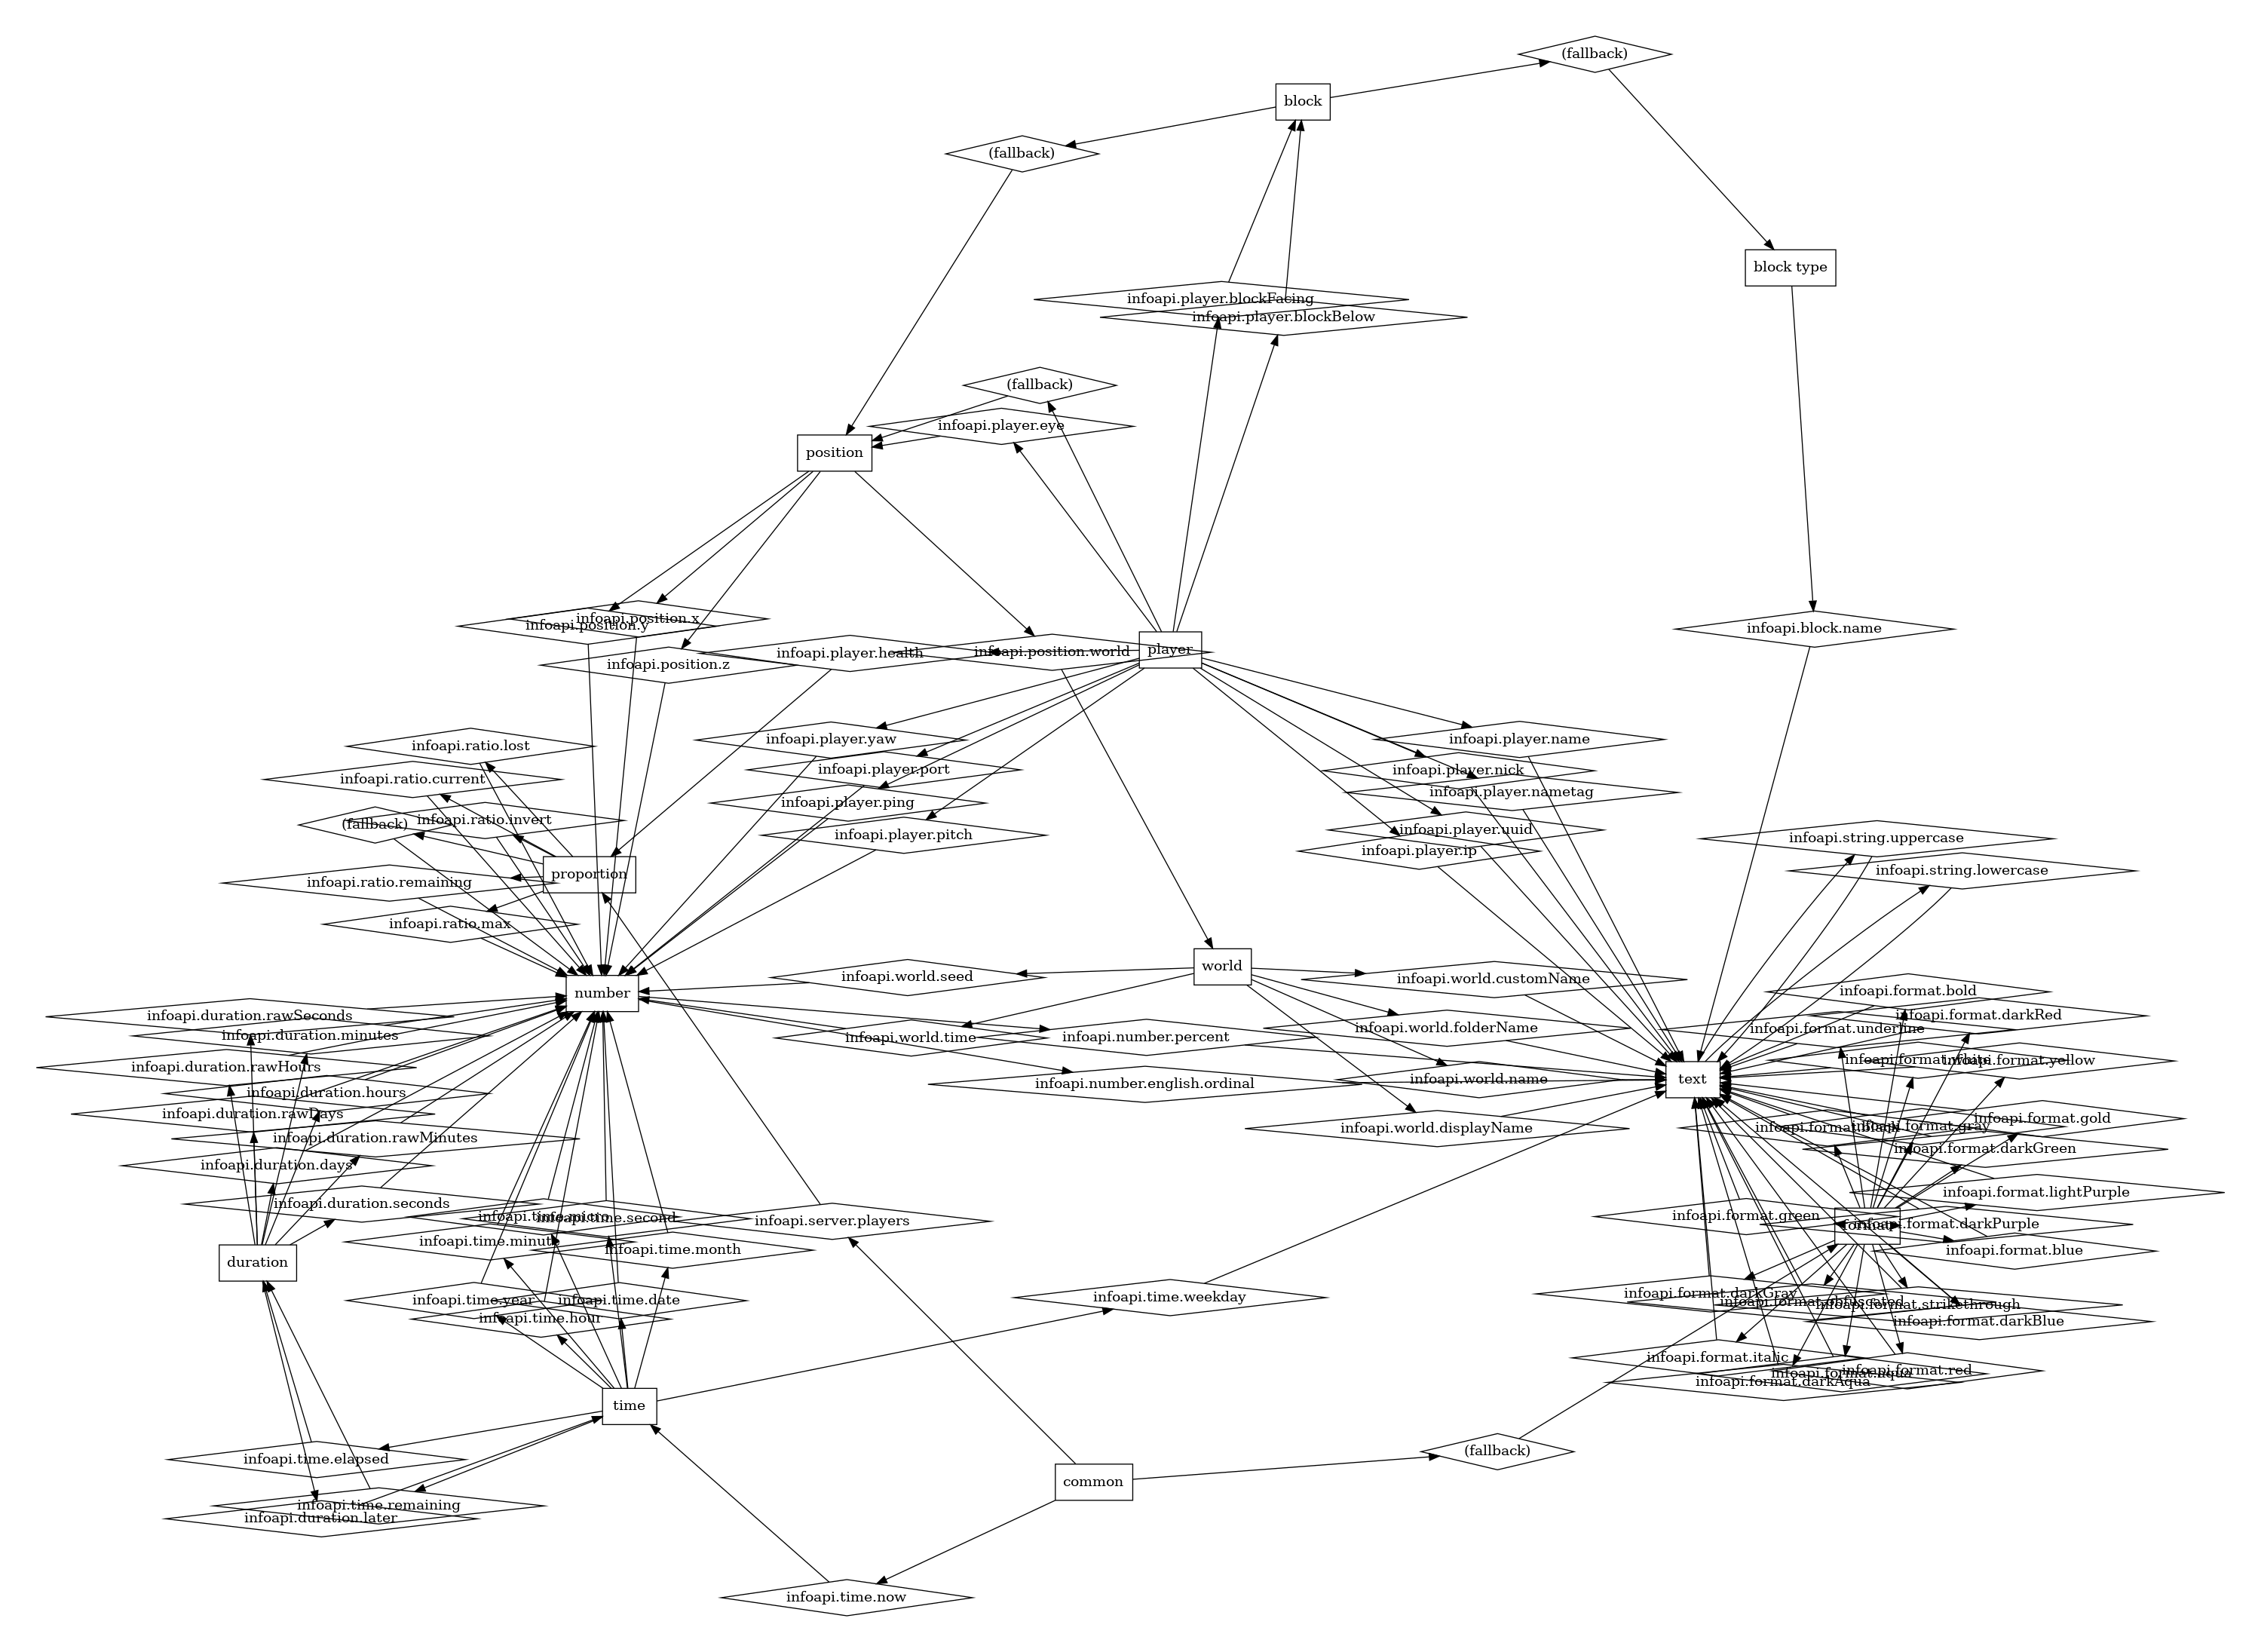 (fallback)
block
(fallback)
block type
infoapi.player.blockFacing
infoapi.player.blockBelow
(fallback)
infoapi.player.eye
position
infoapi.position.x
infoapi.position.y
infoapi.block.name
infoapi.player.health
infoapi.position.world
player
infoapi.position.z
infoapi.ratio.lost
infoapi.player.yaw
infoapi.player.name
infoapi.ratio.current
infoapi.player.port
infoapi.player.nick
infoapi.player.nametag
infoapi.player.ping
(fallback)
infoapi.ratio.invert
infoapi.player.pitch
infoapi.player.uuid
infoapi.player.ip
infoapi.string.uppercase
infoapi.string.lowercase
proportion
infoapi.ratio.remaining
infoapi.ratio.max
world
infoapi.world.seed
infoapi.world.customName
number
infoapi.format.bold
infoapi.duration.rawSeconds
infoapi.format.darkRed
infoapi.duration.minutes
infoapi.world.time
infoapi.number.percent
infoapi.world.folderName
infoapi.format.underline
infoapi.format.white
infoapi.format.yellow
infoapi.duration.rawHours
infoapi.number.english.ordinal
infoapi.world.name
text
infoapi.duration.hours
infoapi.duration.rawDays
infoapi.world.displayName
infoapi.format.black
infoapi.format.gray
infoapi.format.gold
infoapi.duration.rawMinutes
infoapi.format.darkGreen
infoapi.duration.days
infoapi.format.lightPurple
infoapi.duration.seconds
infoapi.time.micro
infoapi.time.second
infoapi.server.players
infoapi.format.green
format
infoapi.format.darkPurple
infoapi.time.minute
infoapi.time.month
infoapi.format.blue
duration
infoapi.time.year
infoapi.time.date
infoapi.time.hour
infoapi.time.weekday
infoapi.format.darkGray
infoapi.format.obfuscated
infoapi.format.strikethrough
infoapi.format.darkBlue
infoapi.format.italic
infoapi.format.aqua
infoapi.format.red
infoapi.format.darkAqua
time
infoapi.time.elapsed
(fallback)
common
infoapi.time.remaining
infoapi.duration.later
infoapi.time.now